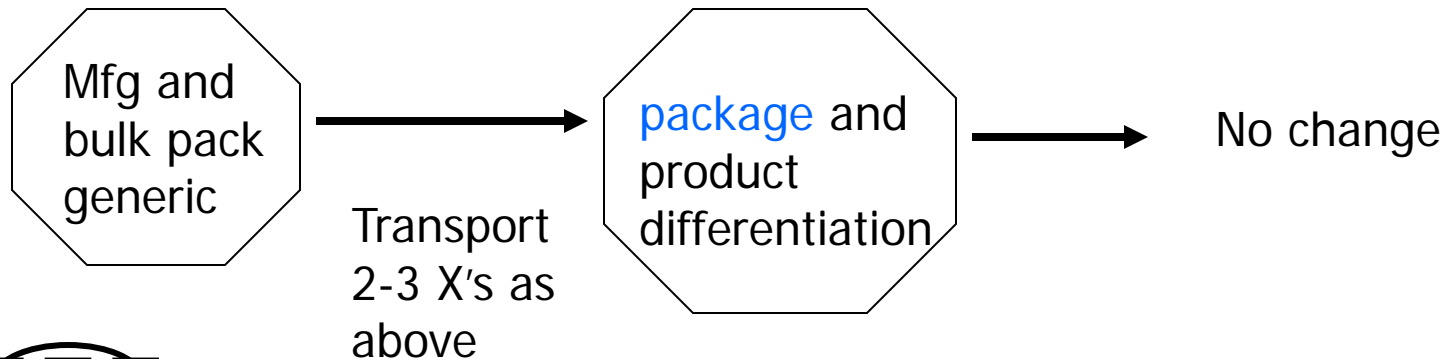 Mfg and
bulk pack
generic
Transport
2-3 X's as
above
package and
product
differentiation
No change